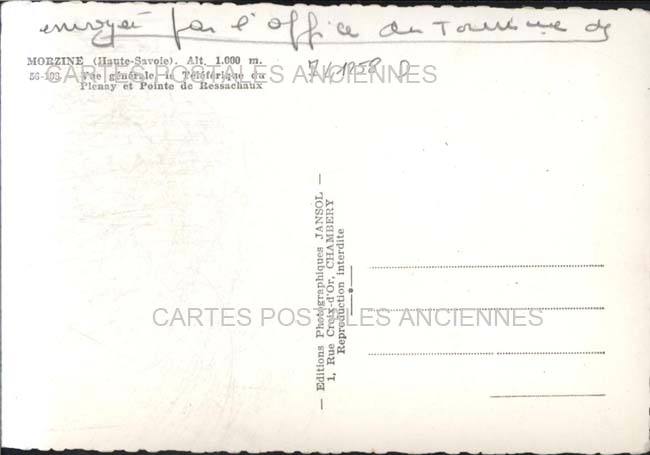 envoyée par l'office du Tourisme de
MORZINE (Haute-Savoie). Alt. 1.000 m.
56-103 Vue générale, le Téléférique du
Plenay et Pointe de Ressachaux
CARTES POSTALES ANCIENNES
— Editions Photographiques JANSOL —
1, Rue Croix-d'Or, CHAMBERY
Reproduction interdite
CARTES POSTALES ANCIENNES